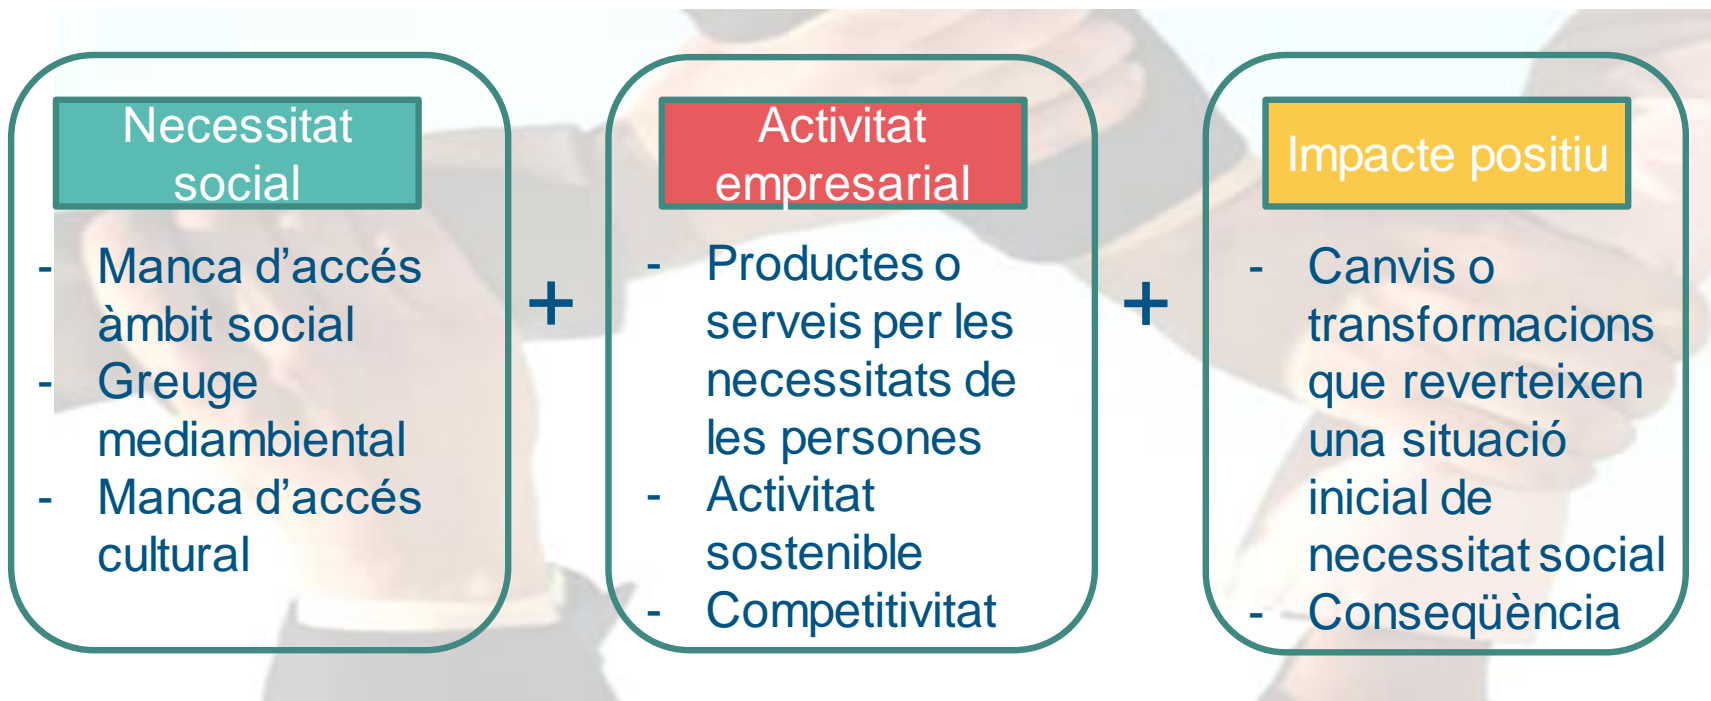 Necessitat
social
- Manca d’accés
àmbit social
- Greuge
mediambiental
- Manca d’accés
cultural
+
Activitat
empresarial
- Productes o
serveis per les
necessitats de
les persones
- Activitat
sostenible
- Competitivitat
+
Impacte positiu
- Canvis o
transformacions
que reverteixen
una situació
inicial de
necessitat social
- Conseqüència